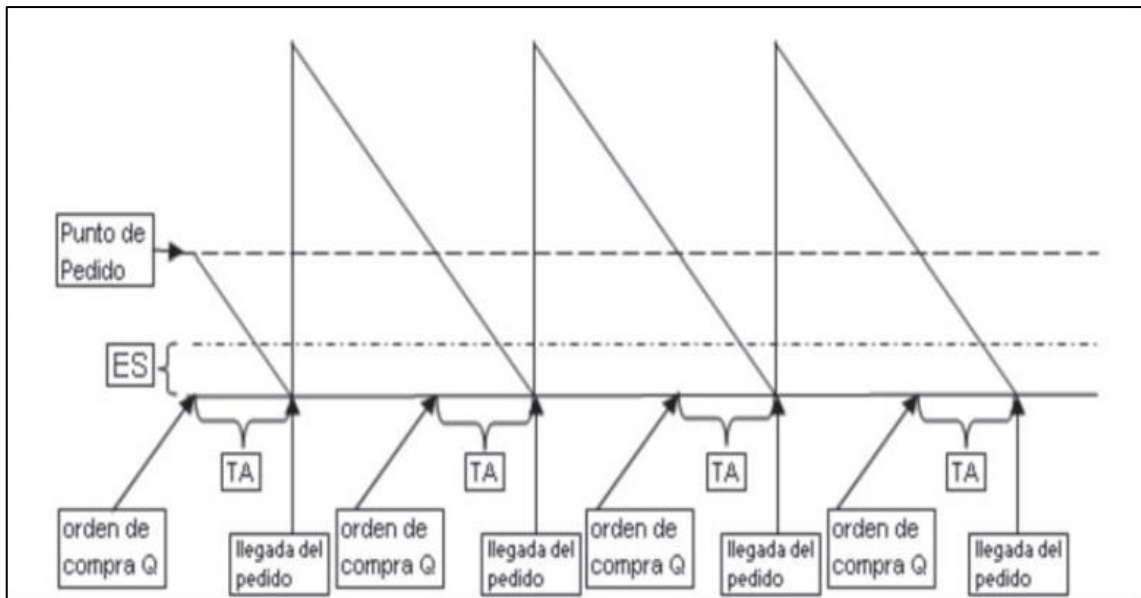 Punto de
Pedido
ES
TA
TA
TA
TA
orden de
compra Q
llegada del
pedido
orden de
compra Q
llegada del
pedido
orden de
compra Q
llegada del
pedido
orden de
compra Q
llegada del
pedido